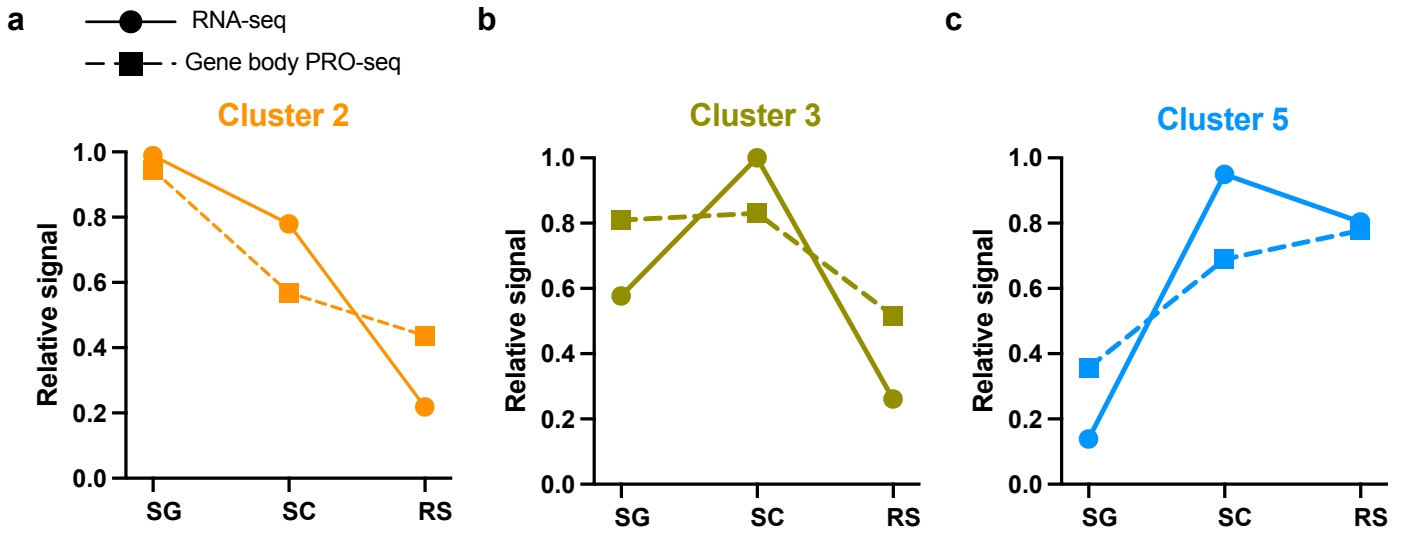 a
RNA-seq
Gene body PRO-seq
Cluster 2
Relative signal
1.0
0.8
0.6
0.4
0.2
0.0
SG SC RS
b
Cluster 3
Relative signal
1.0
0.8
0.6
0.4
0.2
0.0
SG SC RS
c
Cluster 5
Relative signal
1.0
0.8
0.6
0.4
0.2
0.0
SG SC RS